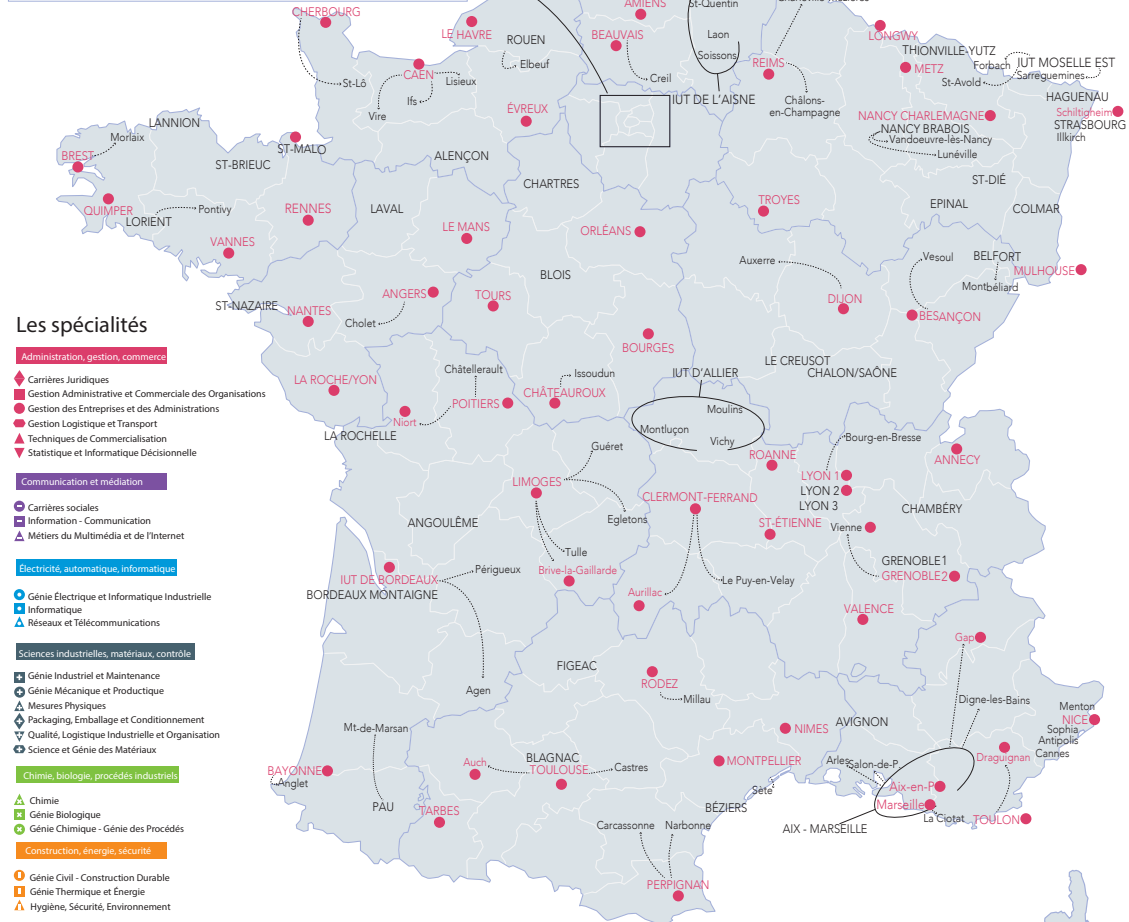 CHERBOURG
AMIENS
St-Quentin
LE HAVRE
ROUEN
BEAUVAIS
Laon
LONGWY
Elbeuf
Soissons
THIONVILLE-YUTZ
CAEN
Lisieux
REIMS
METZ
Forbach
JUT MOSELLE EST
St-Lô
Creil
St-Avold
Sarreguemines
Ifs
IUT DE L'AISNE
Châlons-
en-Champagne
HAGUENAU
Vire
ÉVREUX
NANCY CHARLEMAGNE
Schiltigheim
LANNION
NANCY BRABOIS
STRASBOURG
Morlaix
Vandoeuvre-lès-Nancy
Illkirch
ST-MALO
BREST
ST-BRIEUC
ALENÇON
Lunéville
CHARTRES
ST-DIÉ
QUIMPER
LORIENT
Pontivy
RENNES
LAVAL
TROYES
EPINAL
COLMAR
LE MANS
ORLÉANS
VANNES
BLOIS
Auxerre
Vesoul
BELFORT
MULHOUSE
Montbéliard
ST-NAZAIRE
NANTES
ANGERS
TOURS
DIJON
BESANÇON
Cholet
BOURGES
LE CREUSOT
CHALON/SAÔNE
Châtellerault
Issoudun
IUT D'ALLIER
LA ROCHE/YON
CHÂTEAUROUX
POITIERS
Moulins
Niort
Montluçon
Vichy
LA ROCHELLE
Bourg-en-Bresse
Guéret
ROANNE
ANNECY
LYON 1
LIMOGES
LYON 2
CLERMONT-FERRAND
LYON 3
CHAMBÉRY
ANGOULÊME
Egletons
ST-ÉTIENNE
Vienne
Tulle
GRENOBLE1
Périgueux
Brive-la-Gaillarde
GRENOBLE2
IUT DE BORDEAUX
Le Puy-en-Velay
BORDEAUX MONTAIGNE
Aurillac
VALENCE
Gap
FIGEAC
RODEZ
Agen
Millau
Digne-les-Bains
Menton
NICE
Mt-de-Marsan
NIMES
AVIGNON
Sophia
Antipolis
Cannes
BLAGNAC
Draguignan
BAYONNE
Auch
TOULOUSE
Castres
MONTPELLIER
Arles
Salon-de-P.
Anglet
Sète
Aix-en-P
PAU
TARBES
BÉZIERS
Marseille
La Ciotat
TOULON
Carcassonne
Narbonne
AIX - MARSEILLE
PERPIGNAN
Les spécialités
Administration, gestion, commerce
Carrières Juridiques
Gestion Administrative et Commerciale des Organisations
Gestion des Entreprises et des Administrations
Gestion Logistique et Transport
Techniques de Commercialisation
Statistique et Informatique Décisionnelle
Communication et médiation
Carrières sociales
Information - Communication
Métiers du Multimédia et de l'Internet
Électricité, automatique, informatique
Génie Électrique et Informatique Industrielle
Informatique
Réseaux et Télécommunications
Sciences industrielles, matériaux, contrôle
Génie Industriel et Maintenance
Génie Mécanique et Productique
Mesures Physiques
Packaging, Emballage et Conditionnement
Qualité, Logistique Industrielle et Organisation
Science et Génie des Matériaux
Chimie, biologie, procédés industriels
Chimie
Génie Biologique
Génie Chimique - Génie des Procédés
Construction, énergie, sécurité
Génie Civil - Construction Durable
Génie Thermique et Énergie
Hygiène, Sécurité, Environnement